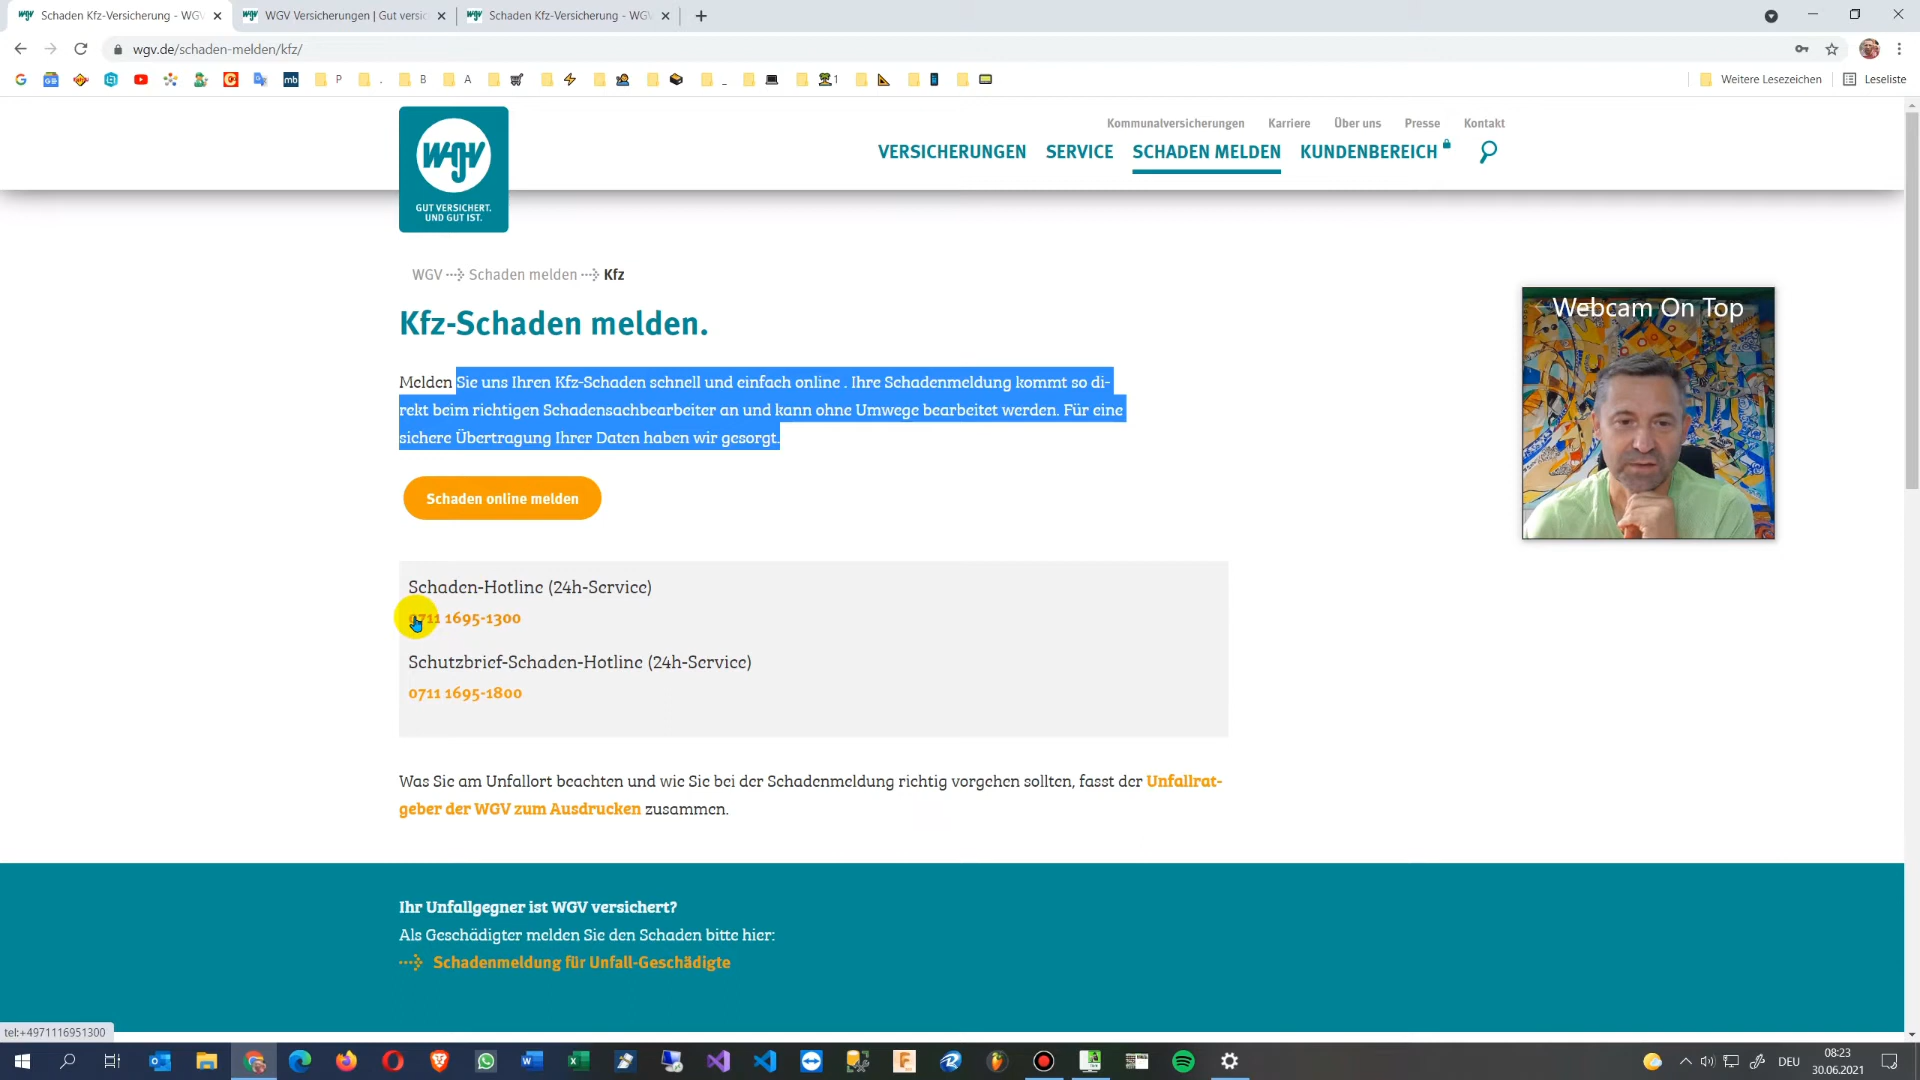 Schaden Kfz-Versicherung - WGV
WGV Versicherungen | Gut versic
Schaden Kfz-Versicherung - WGV
wgv.de/schaden-melden/kfz/
P
.
B
A
_
1
Weitere Lesezeichen
Leseliste
wgv
GUT VERSICHERT.
UND GUT IST.
Kommunalversicherungen
Karriere
Über uns
Presse
Kontakt
VERSICHERUNGEN
SERVICE
SCHADEN MELDEN
KUNDENBEREICH
WGV
Schaden melden
Kfz
Kfz-Schaden melden.
Melden Sie uns Ihren Kfz-Schaden schnell und einfach online . Ihre Schadenmeldung kommt so di-
rekt beim richtigen Schadensachbearbeiter an und kann ohne Umwege bearbeitet werden. Für eine
sichere Übertragung Ihrer Daten haben wir gesorgt.
Schaden online melden
Schaden-Hotline (24h-Service)
0711 1695-1300
Schutzbrief-Schaden-Hotline (24h-Service)
0711 1695-1800
Was Sie am Unfallort beachten und wie Sie bei der Schadenmeldung richtig vorgehen sollten, fasst der Unfallrat-
geber der WGV zum Ausdrucken zusammen.
Webcam On Top
Ihr Unfallgegner ist WGV versichert?
Als Geschädigter melden Sie den Schaden bitte hier:
Schadenmeldung für Unfall-Geschädigte
tel:+4971116951300
DEU
08:23
30.06.2021